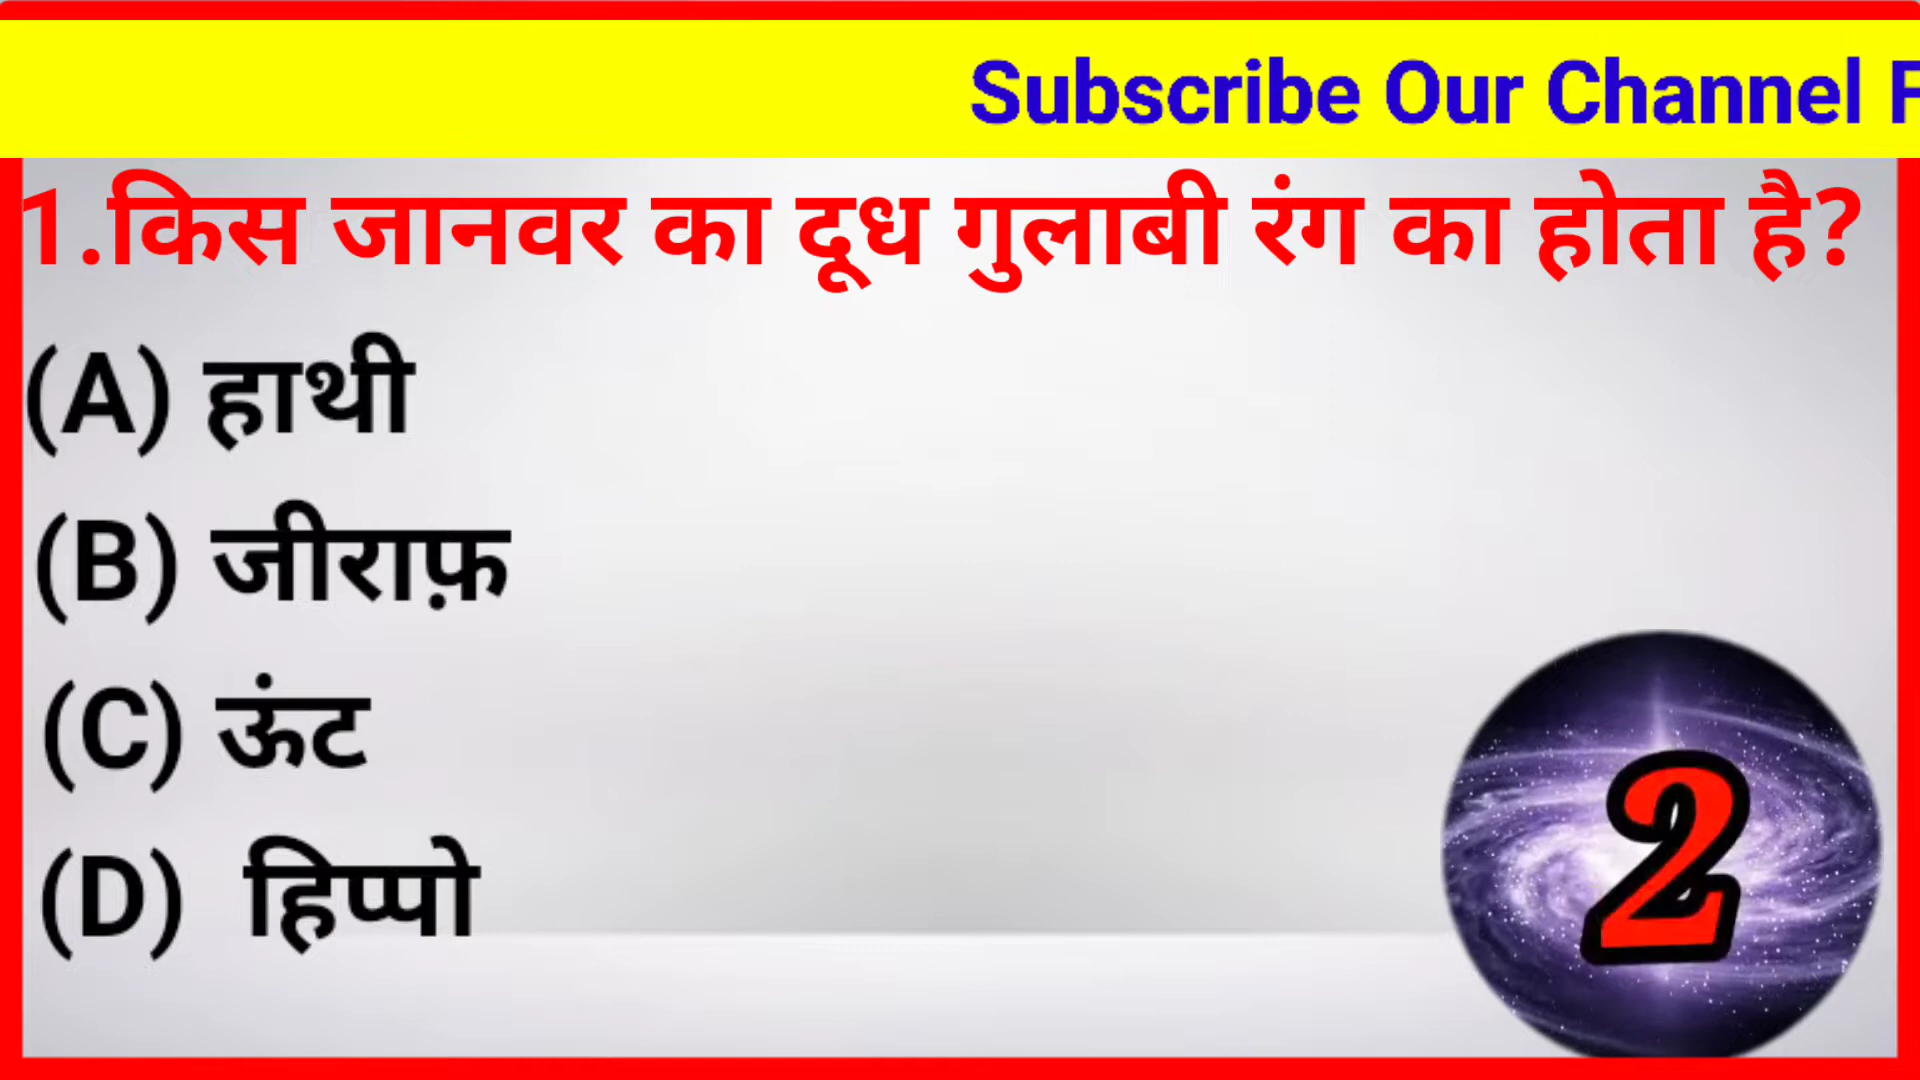 Subscribe Our Channel F
1.किस जानवर का दूध गुलाबी रंग का होता है?
(A) हाथी
(B) जीराफ़
(C) ऊंट
(D) हिप्पो
2